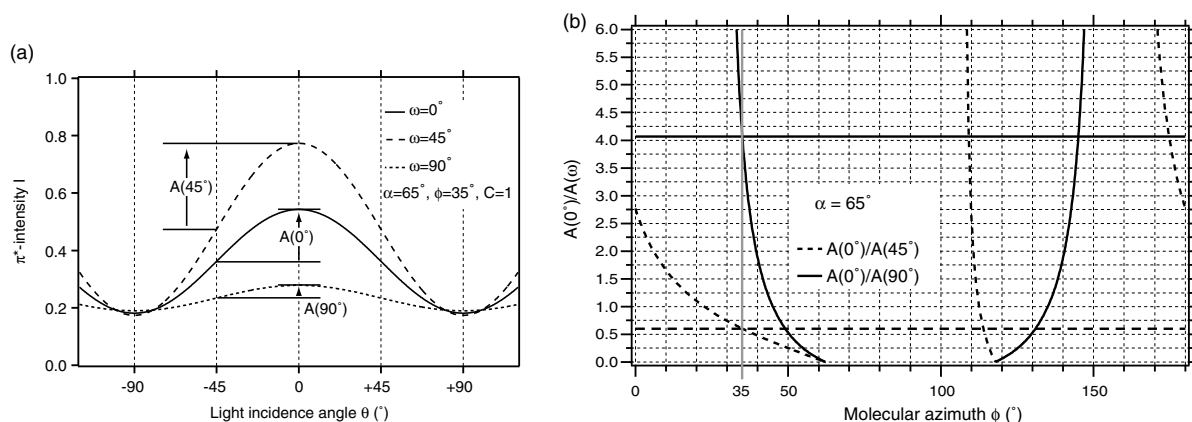 (a)
1.0
0.8
0.6
0.4
0.2
0.0
π*-intensity I
-90
-45
0
+45
+90
Light incidence angle θ (°)
ω=0°
ω=45°
ω=90°
α=65°, ϕ=35°, C=1
A(45°)
A(0°)
A(90°)
(b)
6.0
5.5
5.0
4.5
4.0
3.5
3.0
2.5
2.0
1.5
1.0
0.5
0.0
A(0°)/A(ω)
0
35
50
100
150
Molecular azimuth ϕ (°)
α = 65°
A(0°)/A(45°)
A(0°)/A(90°)